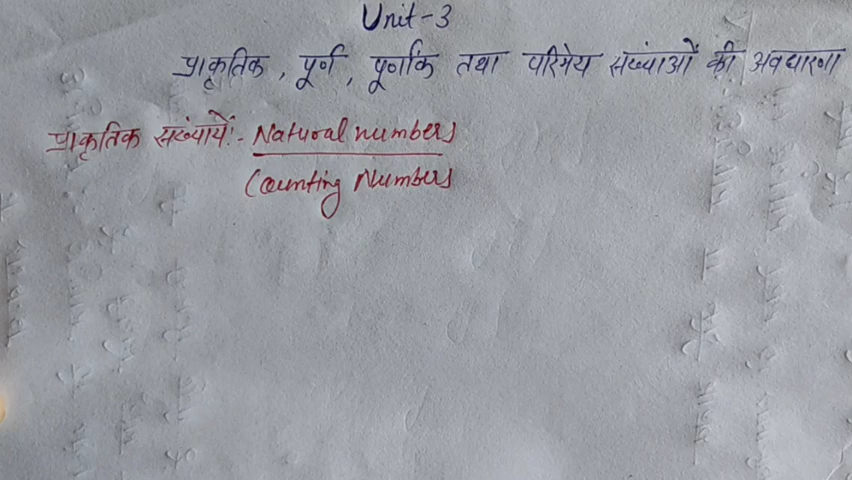 Unit-3
प्राकृतिक, पूर्ण, पूर्णांक तथा परिमेय संख्याओं की अवधारणा
प्राकृतिक संख्यायें:- Natural numbers
Counting Numbers